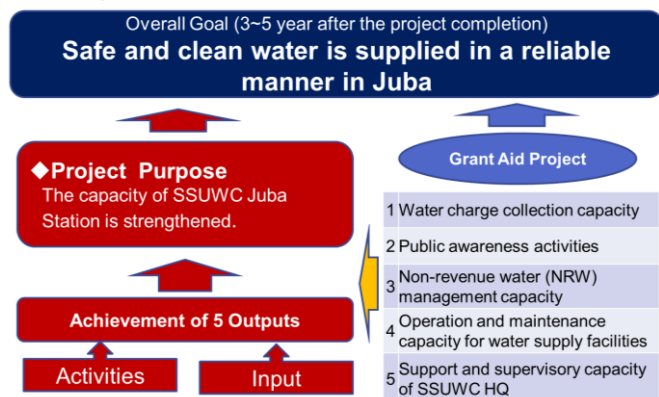 Overall Goal (3~5 year after the project completion)
Safe and clean water is supplied in a reliable
manner in Juba
◆Project Purpose
The capacity of SSUWC Juba
Station is strengthened.
Achievement of 5 Outputs
Activities
Input
Grant Aid Project
1 Water charge collection capacity
2 Public awareness activities
3 Non-revenue water (NRW)
management capacity
4 Operation and maintenance
capacity for water supply facilities
5 Support and supervisory capacity
of SSUWC HQ